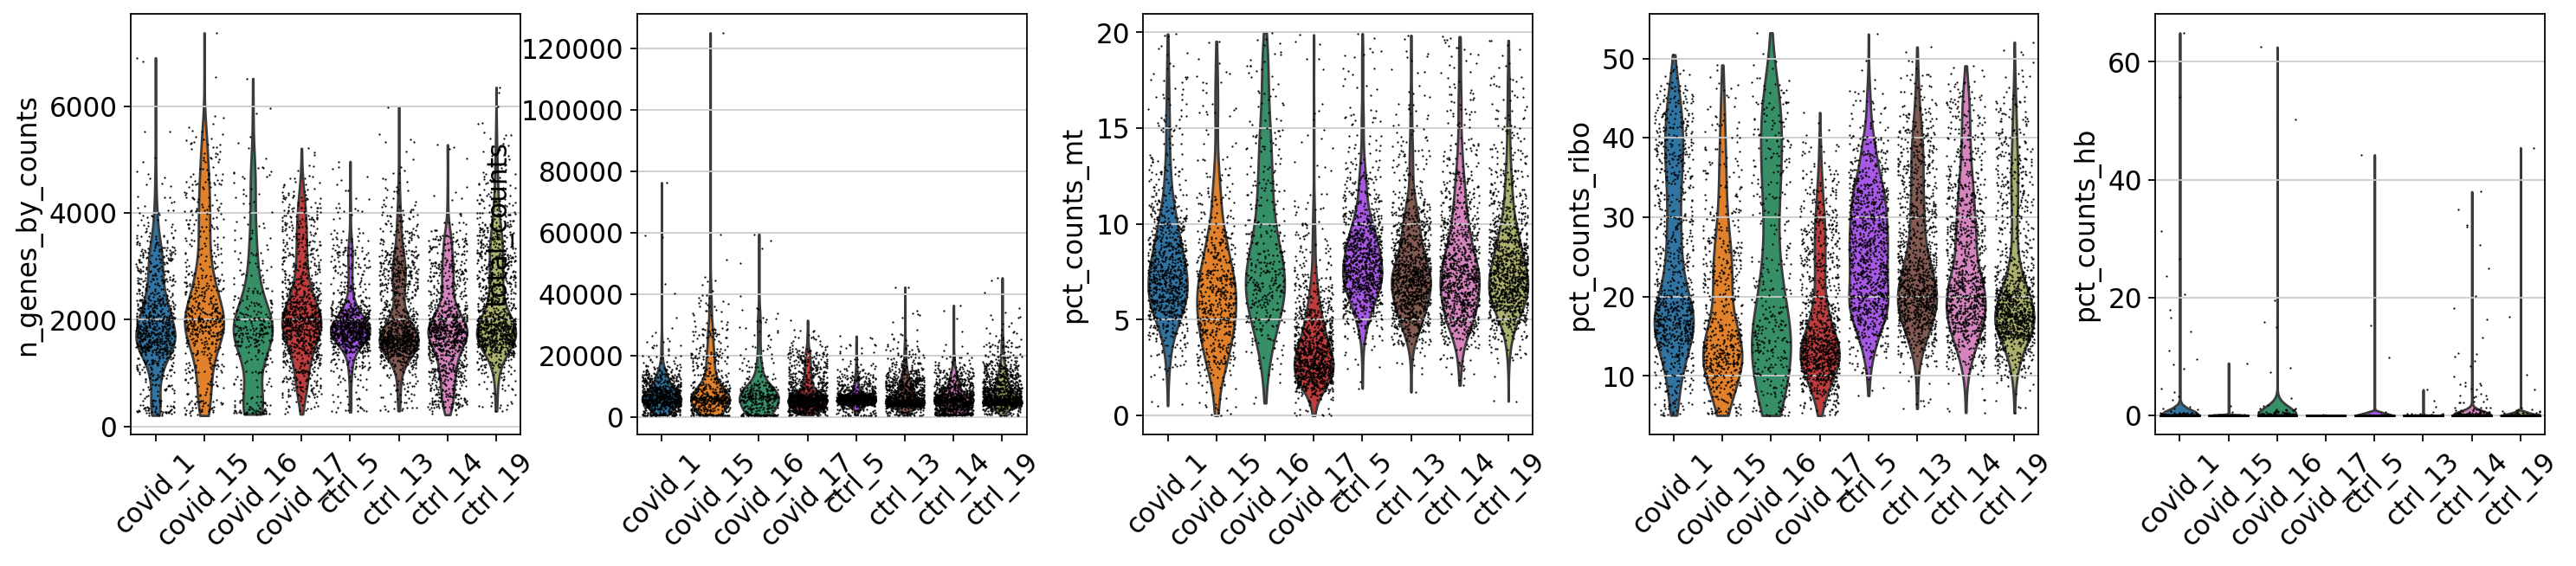 n_genes_by_counts
6000
4000
2000
0
covid_1
covid_15
covid_16
covid_17
ctrl_5
ctrl_13
ctrl_14
ctrl_19
total_counts
120000
100000
80000
60000
40000
20000
0
covid_1
covid_15
covid_16
covid_17
ctrl_5
ctrl_13
ctrl_14
ctrl_19
pct_counts_mt
20
15
10
5
0
covid_1
covid_15
covid_16
covid_17
ctrl_5
ctrl_13
ctrl_14
ctrl_19
pct_counts_ribo
50
40
30
20
10
covid_1
covid_15
covid_16
covid_17
ctrl_5
ctrl_13
ctrl_14
ctrl_19
pct_counts_hb
60
40
20
0
covid_1
covid_15
covid_16
covid_17
ctrl_5
ctrl_13
ctrl_14
ctrl_19